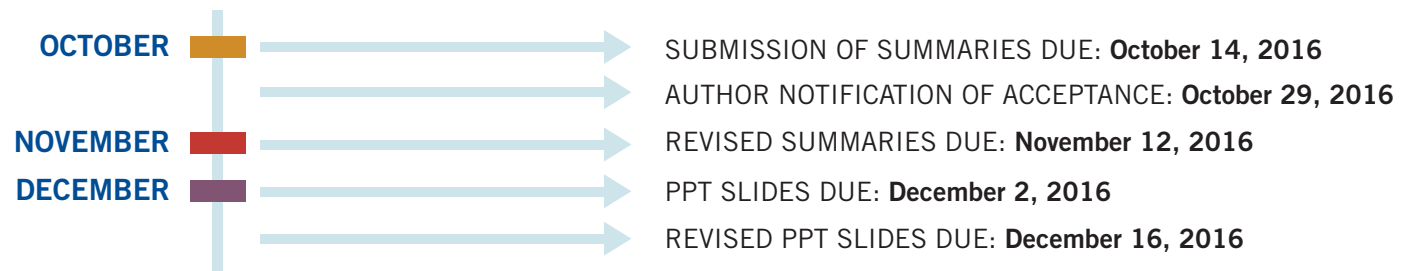 OCTOBER SUBMISSION OF SUMMARIES DUE: October 14, 2016
AUTHOR NOTIFICATION OF ACCEPTANCE: October 29, 2016
NOVEMBER REVISED SUMMARIES DUE: November 12, 2016
DECEMBER PPT SLIDES DUE: December 2, 2016
REVISED PPT SLIDES DUE: December 16, 2016